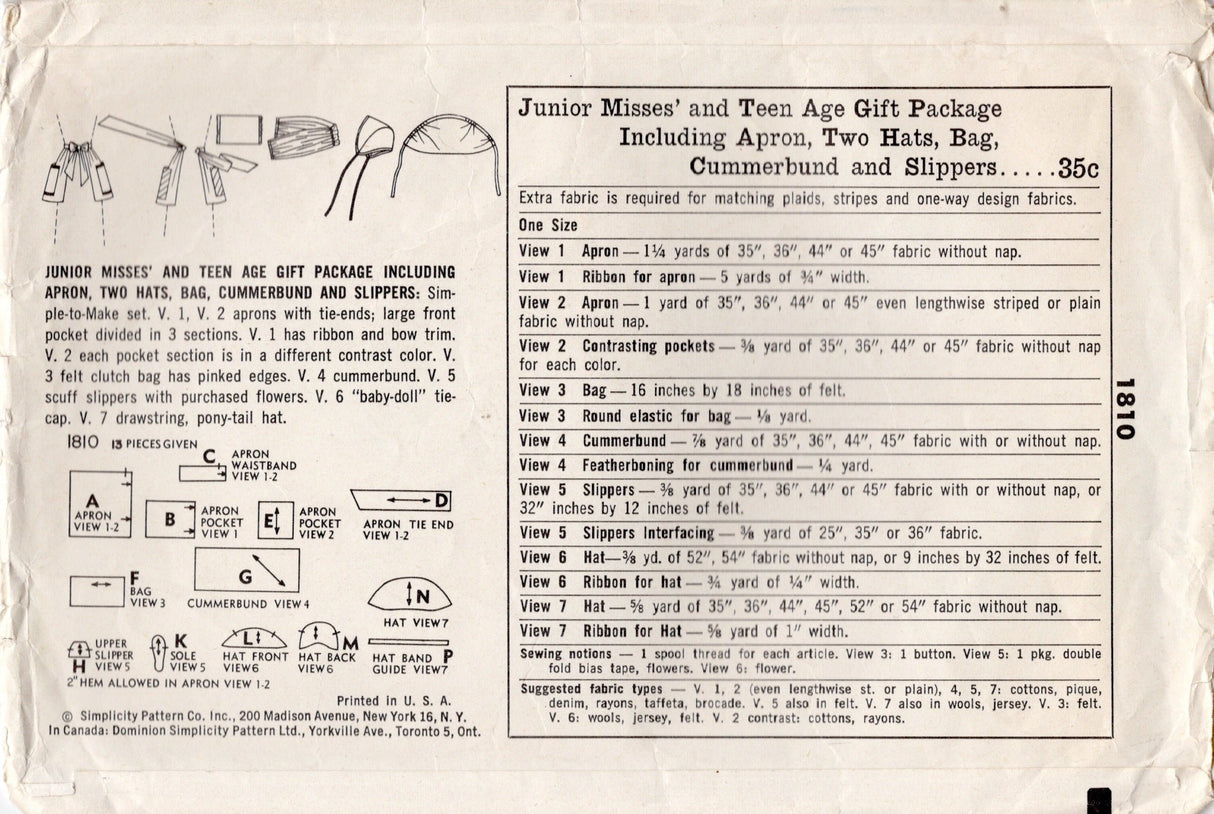 JUNIOR MISSES' AND TEEN AGE GIFT PACKAGE INCLUDING
APRON, TWO HATS, BAG, CUMMERBUND AND SLIPPERS: Sim-
ple-to-Make set. V. 1, V. 2 aprons with tie-ends; large front
pocket divided in 3 sections. V. 1 has ribbon and bow trim.
V. 2 each pocket section is in a different contrast color. V.
3 felt clutch bag has pinked edges. V. 4 cummerbund. V. 5
scuff slippers with purchased flowers. V. 6 "baby-doll" tie-
cap. V. 7 drawstring, pony-tail hat.
1810 13 PIECES GIVEN
A
APRON
VIEW 1-2
C APRON
WAISTBAND
VIEW 1-2
B APRON
POCKET
VIEW 1
E APRON
POCKET
VIEW 2
D
APRON TIE END
VIEW 1-2
F
BAG
VIEW 3
G
CUMMERBUND VIEW 4
N
HAT VIEW 7
UPPER
SLIPPER
H VIEW 5
K
SOLE
VIEW 5
L
HAT FRONT
VIEW 6
M
HAT BACK
VIEW 6
HAT BAND P
GUIDE VIEW 7
2" HEM ALLOWED IN APRON VIEW 1-2
Printed in U. S. A.
© Simplicity Pattern Co. Inc., 200 Madison Avenue, New York 16, N. Y.
In Canada: Dominion Simplicity Pattern Ltd., Yorkville Ave., Toronto 5, Ont.
Junior Misses' and Teen Age Gift Package
Including Apron, Two Hats, Bag,
Cummerbund and Slippers.....35c
Extra fabric is required for matching plaids, stripes and one-way design fabrics.
One Size
View 1 Apron — 1¼ yards of 35", 36", 44" or 45" fabric without nap.
View 1 Ribbon for apron — 5 yards of ¾" width.
View 2 Apron — 1 yard of 35", 36", 44" or 45" even lengthwise striped or plain
fabric without nap.
View 2 Contrasting pockets — ⅜ yard of 35", 36", 44" or 45" fabric without nap
for each color.
View 3 Bag — 16 inches by 18 inches of felt.
View 3 Round elastic for bag — ⅛ yard.
View 4 Cummerbund — ⅞ yard of 35", 36", 44", 45" fabric with or without nap.
View 4 Featherboning for cummerbund — ¼ yard.
View 5 Slippers — ⅜ yard of 35", 36", 44" or 45" fabric with or without nap, or
32" inches by 12 inches of felt.
View 5 Slippers Interfacing — ⅜ yard of 25", 35" or 36" fabric.
View 6 Hat—⅜ yd. of 52", 54" fabric without nap, or 9 inches by 32 inches of felt.
View 6 Ribbon for hat — ¾ yard of ¼" width.
View 7 Hat — ⅝ yard of 35", 36", 44", 45", 52" or 54" fabric without nap.
View 7 Ribbon for Hat — ⅝ yard of 1" width.
Sewing notions — 1 spool thread for each article. View 3: 1 button. View 5: 1 pkg. double
fold bias tape, flowers. View 6: flower.
Suggested fabric types — V. 1, 2 (even lengthwise st. or plain), 4, 5, 7: cottons, pique,
denim, rayons, taffeta, brocade. V. 5 also in felt. V. 7 also in wools, jersey. V. 3: felt.
V. 6: wools, jersey, felt. V. 2 contrast: cottons, rayons.
1810